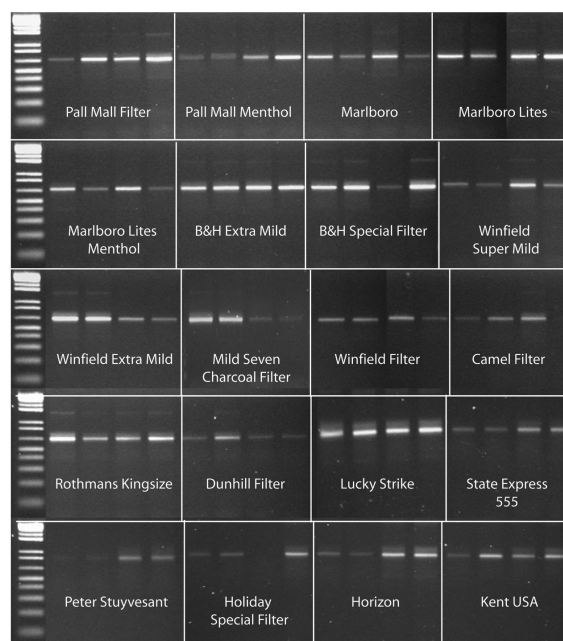 Pall Mall Filter
Pall Mall Menthol
Marlboro
Marlboro Lites
Marlboro Lites
Menthol
B&H Extra Mild
B&H Special Filter
Winfield
Super Mild
Winfield Extra Mild
Mild Seven
Charcoal Filter
Winfield Filter
Camel Filter
Rothmans Kingsize
Dunhill Filter
Lucky Strike
State Express
555
Peter Stuyvesant
Holiday
Special Filter
Horizon
Kent USA